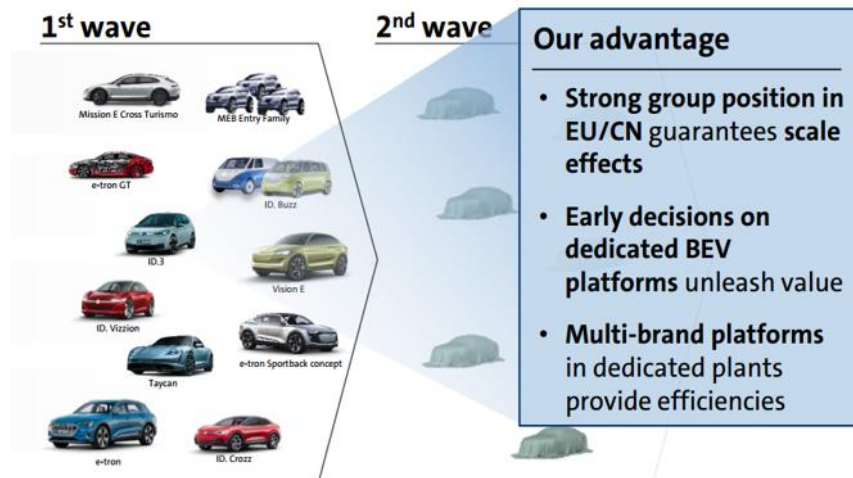 1st wave
Mission E Cross Turismo
MEB Entry Family
e-tron GT
ID. Buzz
ID.3
Vision E
ID. Vizzion
e-tron Sportback concept
Taycan
e-tron
ID. Crozz
2nd wave
Our advantage
• Strong group position in
EU/CN guarantees scale
effects
• Early decisions on
dedicated BEV
platforms unleash value
• Multi-brand platforms
in dedicated plants
provide efficiencies